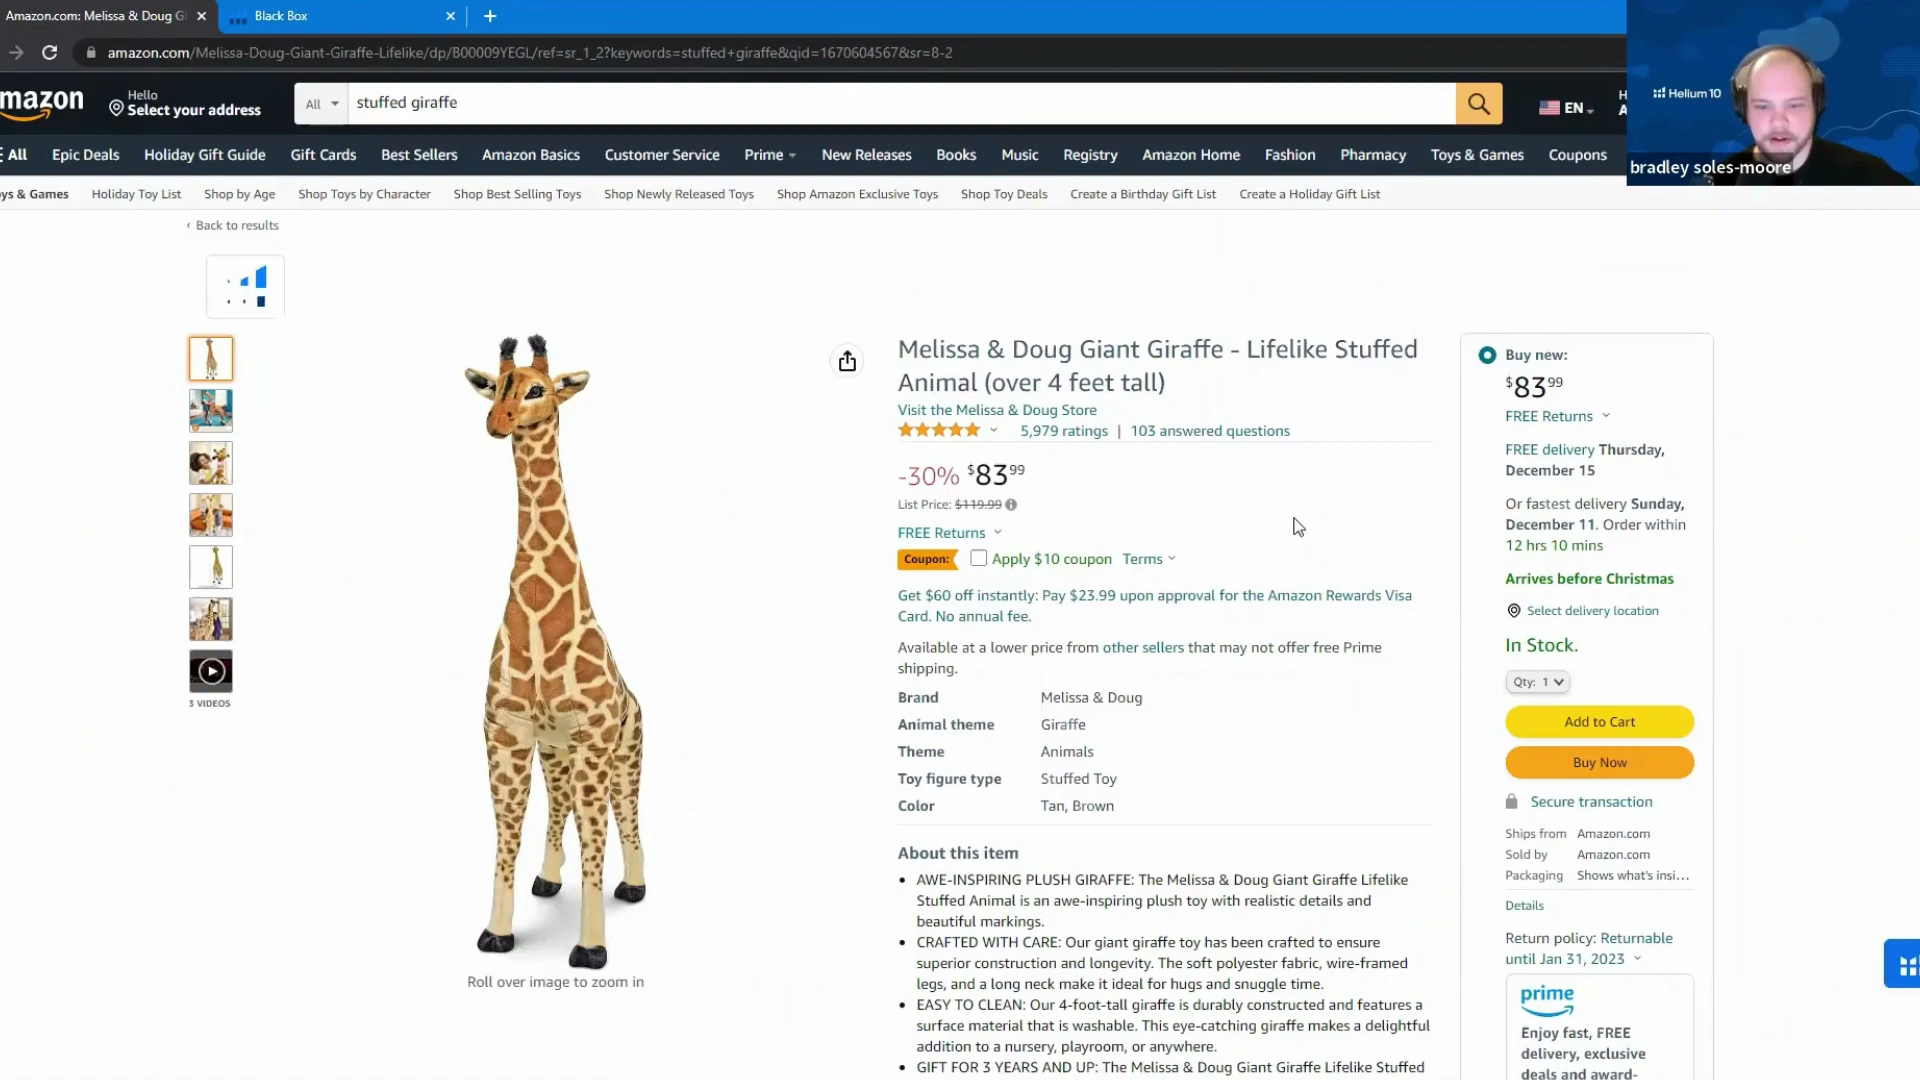 Amazon.com: Melissa & Doug Gi
Black Box
amazon.com/Melissa-Doug-Giant-Giraffe-Lifelike/dp/B00009YEGL/ref=sr_1_2?keywords=stuffed+giraffe&qid=1670604567&sr=8-2
mazon
Hello
Select your address
All
stuffed giraffe
EN
H
A
Helium 10
bradley soles-moore
All
Epic Deals
Holiday Gift Guide
Gift Cards
Best Sellers
Amazon Basics
Customer Service
Prime
New Releases
Books
Music
Registry
Amazon Home
Fashion
Pharmacy
Toys & Games
Coupons
ys & Games
Holiday Toy List
Shop by Age
Shop Toys by Character
Shop Best Selling Toys
Shop Newly Released Toys
Shop Amazon Exclusive Toys
Shop Toy Deals
Create a Birthday Gift List
Create a Holiday Gift List
‹ Back to results
3 VIDEOS
Roll over image to zoom in
Melissa & Doug Giant Giraffe - Lifelike Stuffed
Animal (over 4 feet tall)
Visit the Melissa & Doug Store
5,979 ratings | 103 answered questions
-30% $83.99
List Price: $119.99
FREE Returns
Coupon: Apply $10 coupon Terms
Get $60 off instantly: Pay $23.99 upon approval for the Amazon Rewards Visa
Card. No annual fee.
Available at a lower price from other sellers that may not offer free Prime
shipping.
Brand Melissa & Doug
Animal theme Giraffe
Theme Animals
Toy figure type Stuffed Toy
Color Tan, Brown
About this item
• AWE-INSPIRING PLUSH GIRAFFE: The Melissa & Doug Giant Giraffe Lifelike
Stuffed Animal is an awe-inspiring plush toy with realistic details and
beautiful markings.
• CRAFTED WITH CARE: Our giant giraffe toy has been crafted to ensure
superior construction and longevity. The soft polyester fabric, wire-framed
legs, and a long neck make it ideal for hugs and snuggle time.
• EASY TO CLEAN: Our 4-foot-tall giraffe is durably constructed and features a
surface material that is washable. This eye-catching giraffe makes a delightful
addition to a nursery, playroom, or anywhere.
• GIFT FOR 3 YEARS AND UP: The Melissa & Doug Giant Giraffe Lifelike Stuffed
Buy new:
$83.99
FREE Returns
FREE delivery Thursday,
December 15
Or fastest delivery Sunday,
December 11. Order within
12 hrs 10 mins
Arrives before Christmas
Select delivery location
In Stock.
Qty: 1
Add to Cart
Buy Now
Secure transaction
Ships from Amazon.com
Sold by Amazon.com
Packaging Shows what's insi...
Details
Return policy: Returnable
until Jan 31, 2023
prime
Enjoy fast, FREE
delivery, exclusive
deals and award-